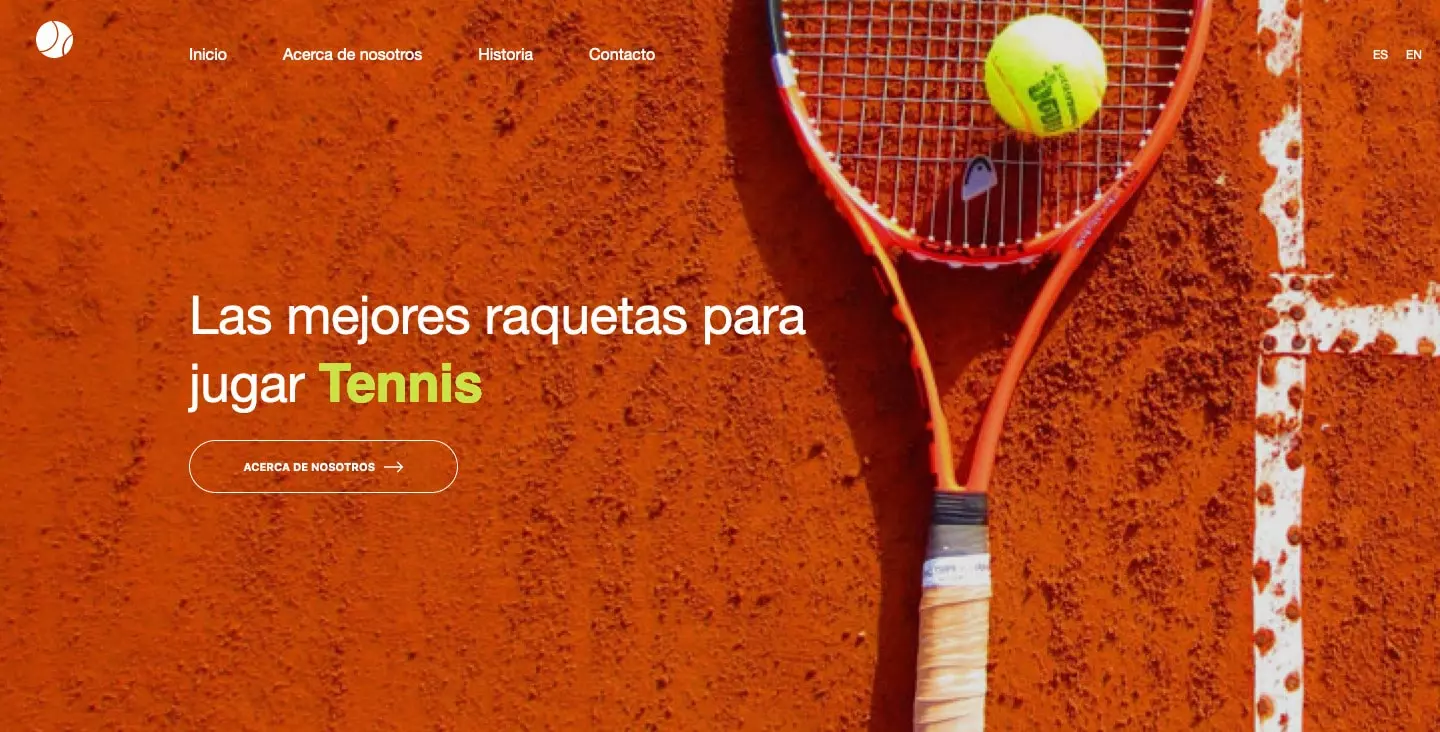 Inicio
Acerca de nosotros
Historia
Contacto
ES
EN
Las mejores raquetas para
jugar Tennis
ACERCA DE NOSOTROS